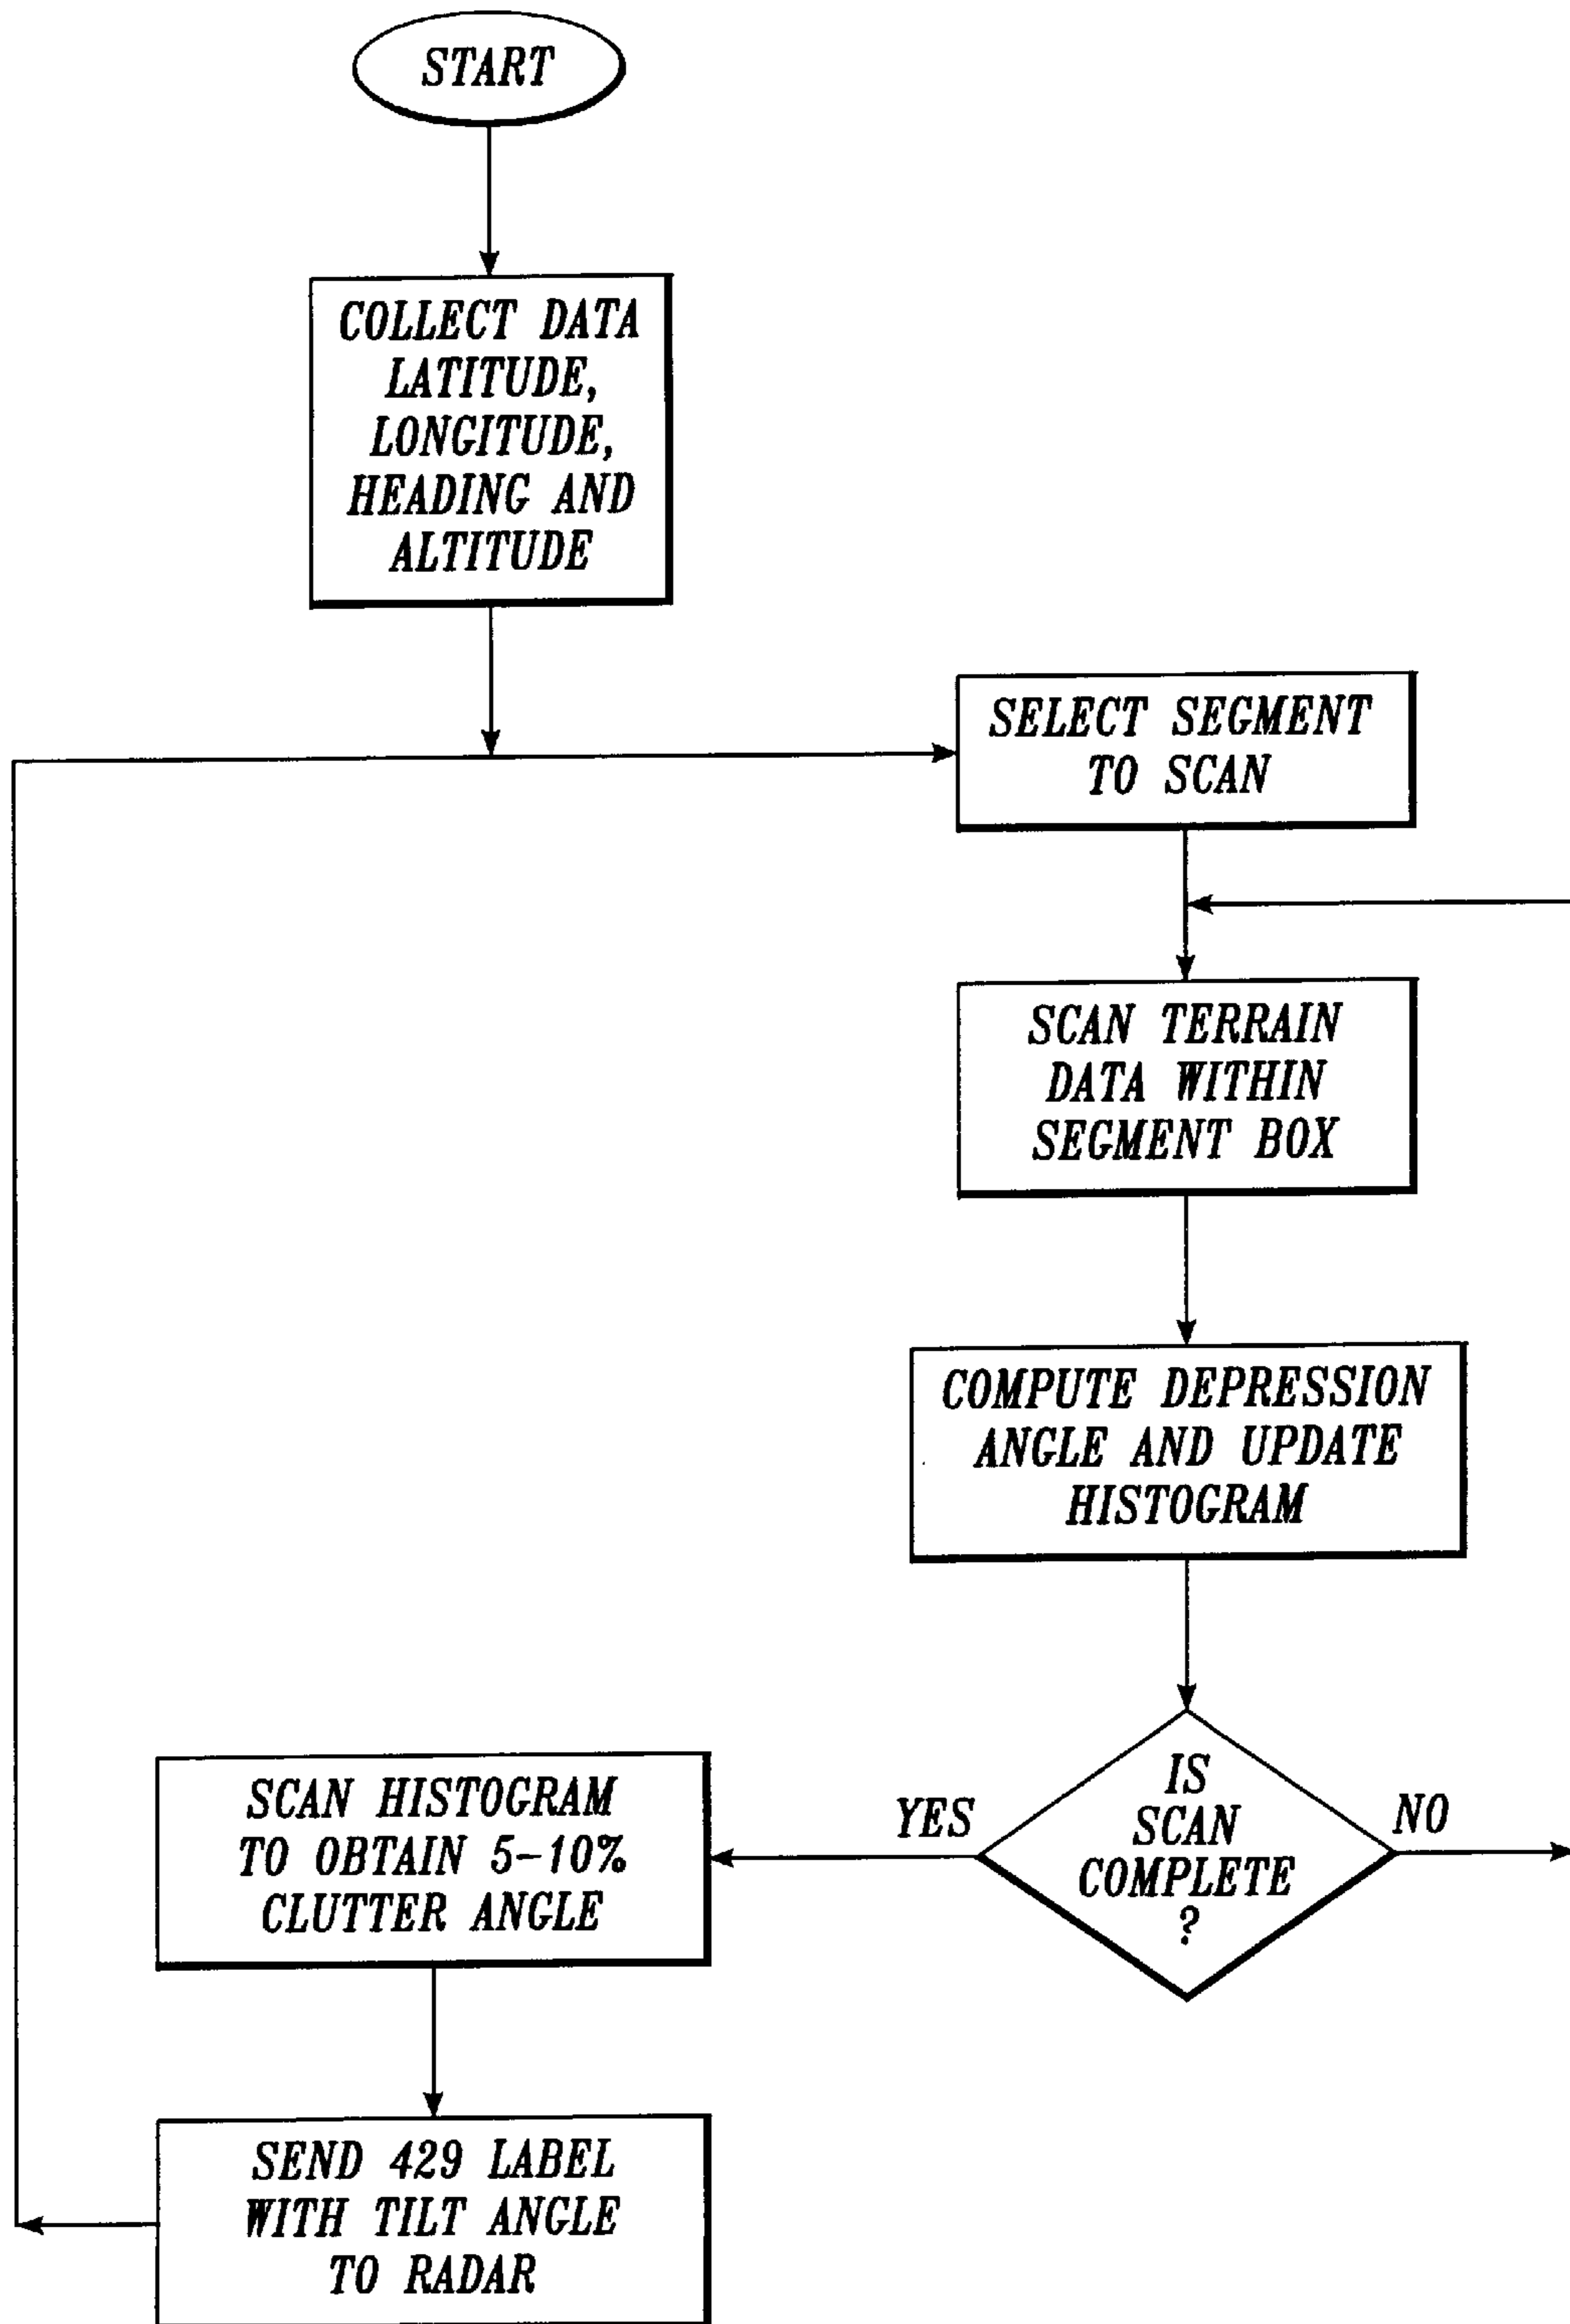 START
COLLECT DATA
LATITUDE,
LONGITUDE,
HEADING AND
ALTITUDE
SELECT SEGMENT
TO SCAN
SCAN TERRAIN
DATA WITHIN
SEGMENT BOX
COMPUTE DEPRESSION
ANGLE AND UPDATE
HISTOGRAM
IS
SCAN
COMPLETE
?
YES
NO
SCAN HISTOGRAM
TO OBTAIN 5-10%
CLUTTER ANGLE
SEND 429 LABEL
WITH TILT ANGLE
TO RADAR